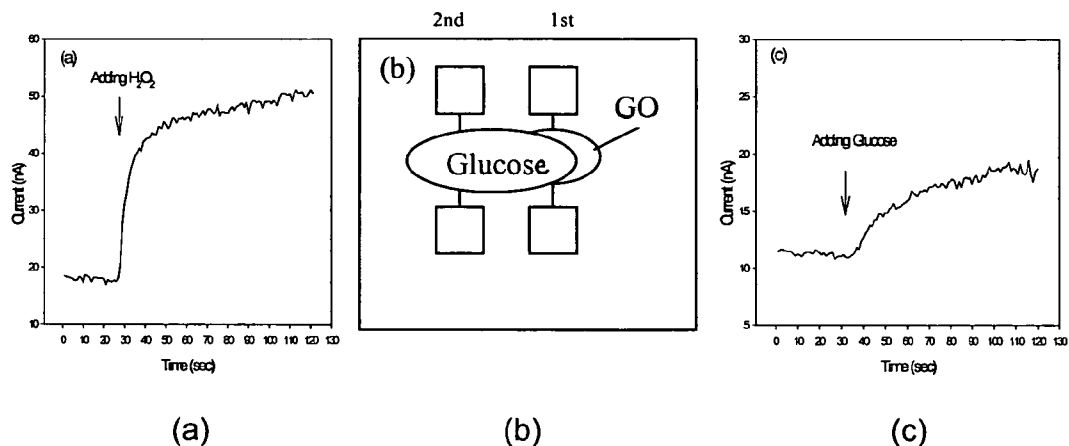 2nd 1st
(a)
Adding H2O2
60
50
40
30
20
10
Current (nA)
0 10 20 30 40 50 60 70 80 90 100 110 120 130
Time (sec)
(b)
GO
Glucose
(c)
Adding Glucose
30
25
20
15
10
5
Current (nA)
0 10 20 30 40 50 60 70 80 90 100 110 120 130
Time (sec)
(a) (b) (c)